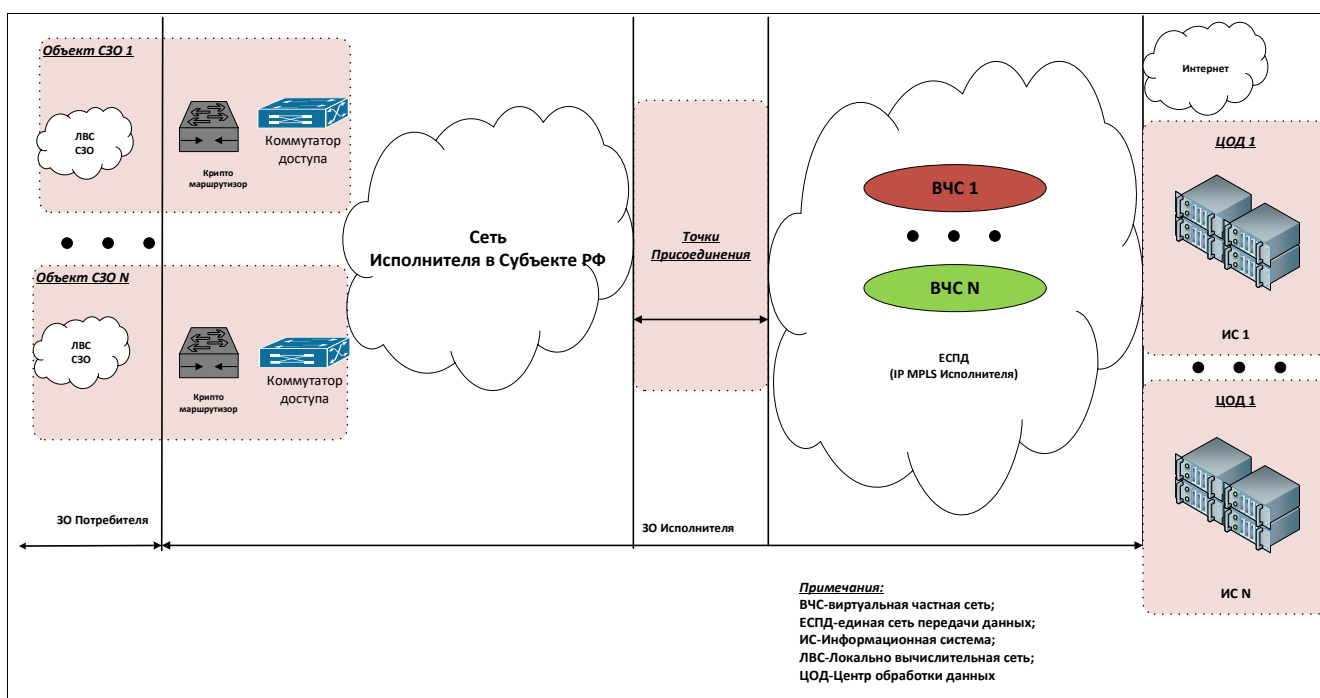 Объект СЗО 1
ЛВС
СЗО
Крипто
маршрутизор
Коммутатор
доступа
Объект СЗО N
ЛВС
СЗО
Крипто
маршрутизор
Коммутатор
доступа
Сеть
Исполнителя в Субъекте РФ
Точки
Присоединения
ВЧС 1
ВЧС N
ЕСПД
(IP MPLS Исполнителя)
Интернет
ЦОД 1
ИС 1
ЦОД 1
ИС N
ЗО Потребителя
ЗО Исполнителя
Примечания:
ВЧС-виртуальная частная сеть;
ЕСПД-единая сеть передачи данных;
ИС-Информационная система;
ЛВС-Локально вычислительная сеть;
ЦОД-Центр обработки данных